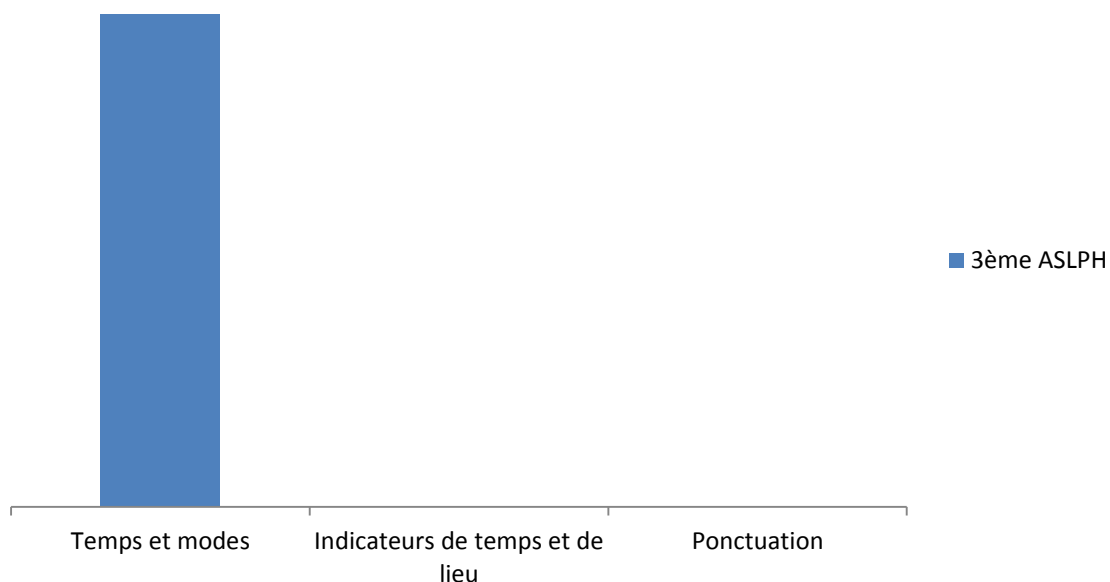 3ème ASLPH
Temps et modes
Indicateurs de temps et de
lieu
Ponctuation